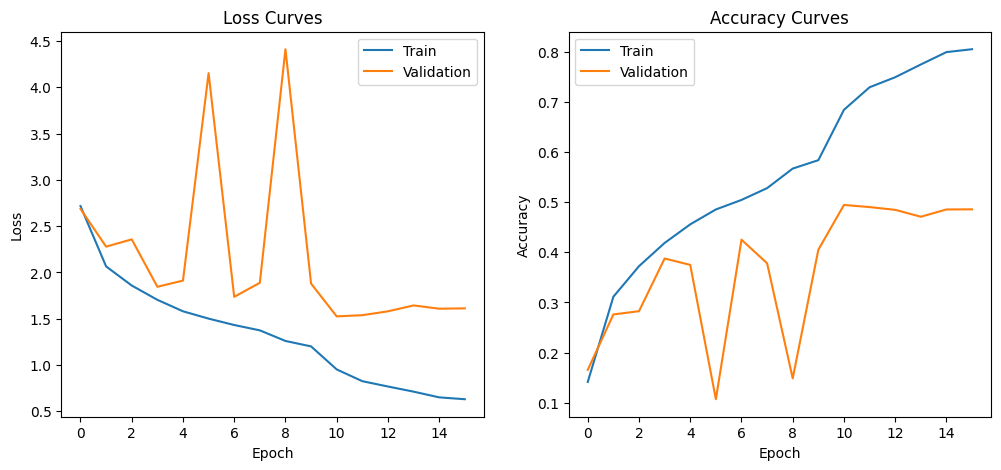 Loss Curves
Loss
4.5
4.0
3.5
3.0
2.5
2.0
1.5
1.0
0.5
Train
Validation
0 2 4 6 8 10 12 14
Epoch
Accuracy Curves
Accuracy
0.8
0.7
0.6
0.5
0.4
0.3
0.2
0.1
Train
Validation
0 2 4 6 8 10 12 14
Epoch